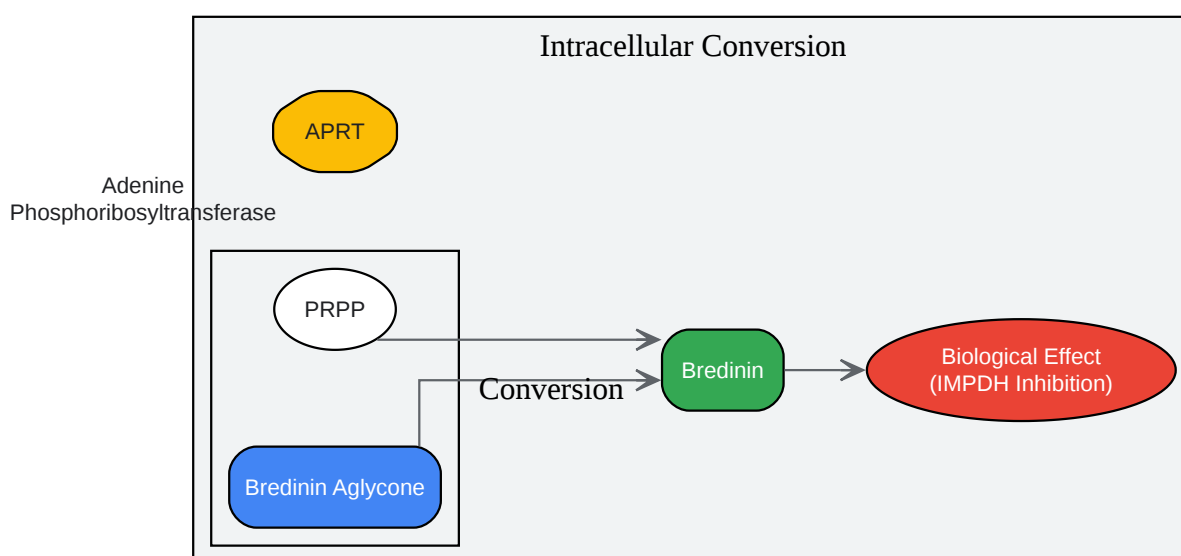 Intracellular Conversion
APRT
Adenine
Phosphoribosyltransferase
PRPP
Bredinin
Biological Effect
(IMPDH Inhibition)
Conversion
Bredinin Aglycone